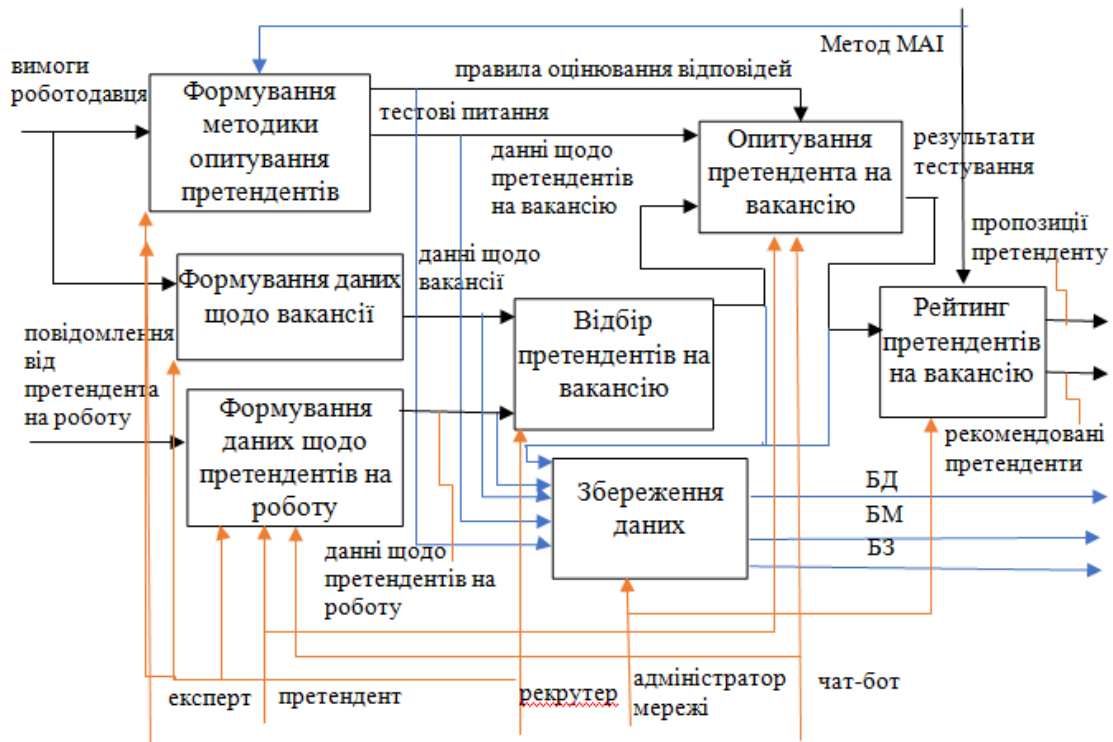 Метод МАІ
вимоги
роботодавця
Формування
методики
опитування
претендентів
правила оцінювання відповідей
тестові питання
данні щодо
претендентів
на вакансію
Опитування
претендента на
вакансію
результати
тестування
пропозиції
претенденту
Формування даних
щодо вакансії
данні щодо
вакансії
Відбір
претендентів на
вакансію
Рейтинг
претендентів
на вакансію
повідомлення
від
претендента
на роботу
Формування
даних щодо
претендентів на
роботу
рекомендовані
претенденти
Збереження
даних
БД
БМ
БЗ
данні щодо
претендентів на
роботу
експерт
претендент
рекрутер
адміністратор
мережі
чат-бот